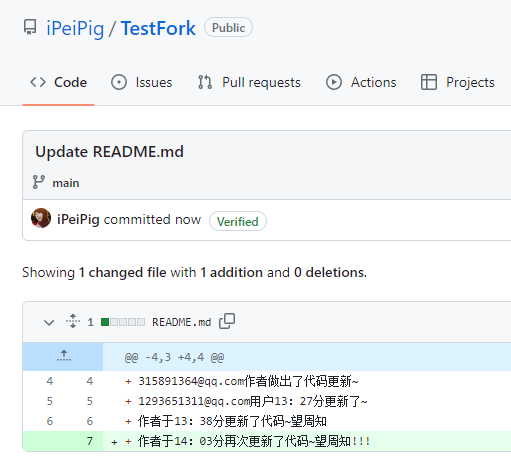 iPeiPig / TestFork Public
Code Issues Pull requests Actions Projects
Update README.md
main
iPeiPig committed now Verified
Showing 1 changed file with 1 addition and 0 deletions.
1 README.md
@@ -4,3 +4,4 @@
4 4 + 315891364@qq.com作者做出了代码更新~
5 5 + 1293651311@qq.com用户13：27分更新了~
6 6 + 作者于13：38分更新了代码~望周知
7 + + 作者于14：03分再次更新了代码~望周知!!!